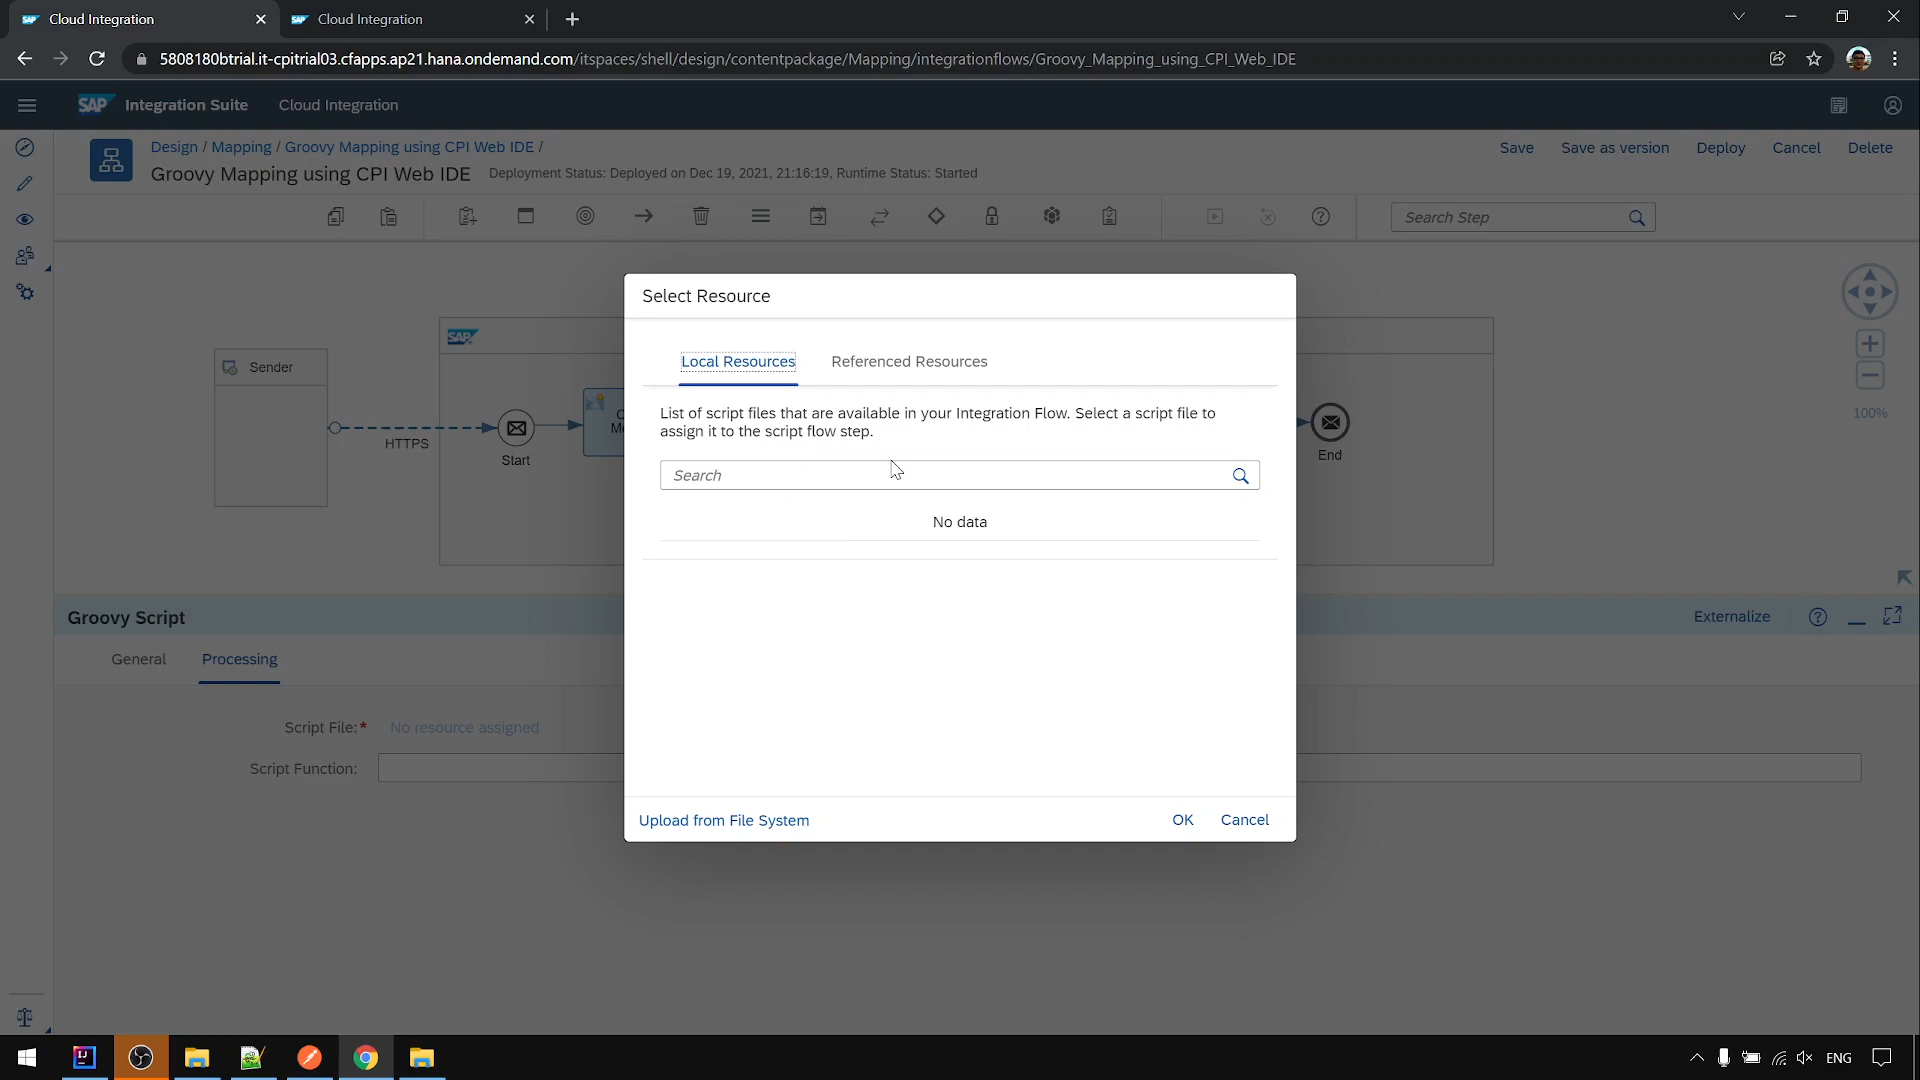 Cloud Integration
Cloud Integration
5808180btrial.it-cpitrial03.cfapps.ap21.hana.ondemand.com/itspaces/shell/design/contentpackage/Mapping/integrationflows/Groovy_Mapping_using_CPI_Web_IDE
SAP Integration Suite Cloud Integration
Design / Mapping / Groovy Mapping using CPI Web IDE /
Groovy Mapping using CPI Web IDE Deployment Status: Deployed on Dec 19, 2021, 21:16:19, Runtime Status: Started
Save Save as version Deploy Cancel Delete
Search Step
Select Resource
Local Resources Referenced Resources
List of script files that are available in your Integration Flow. Select a script file to
assign it to the script flow step.
Search
No data
Upload from File System OK Cancel
SAP
Sender
HTTPS
Start
End
100%
Groovy Script
Externalize
General Processing
Script File:* No resource assigned
Script Function:
ENG